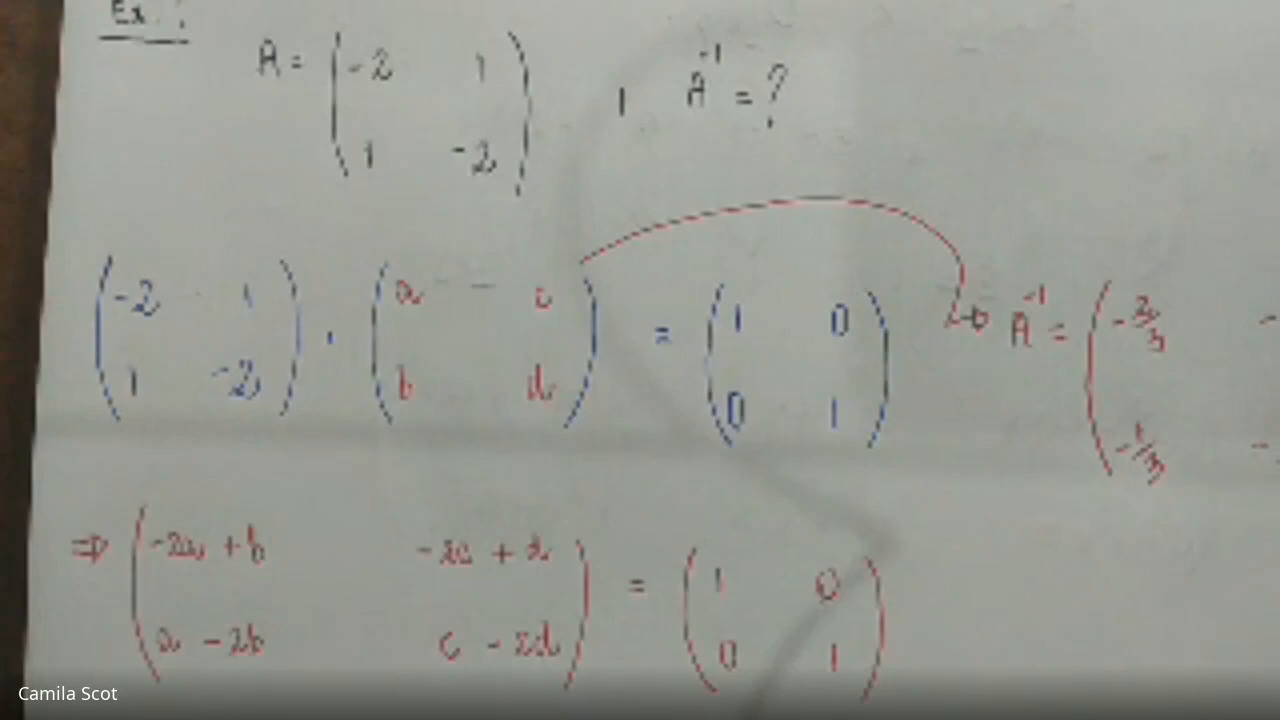 Ex :
A = ( -2 1 ; 1 -2 ) , A⁻¹ = ?
( -2 1 ; 1 -2 ) . ( a c ; b d ) = ( 1 0 ; 0 1 ) → A⁻¹ = ( -2/3 - ; -1/3 -
⇒ ( -2a + b -2c + d ; a - 2b c - 2d ) = ( 1 0 ; 0 1 )
Camila Scot